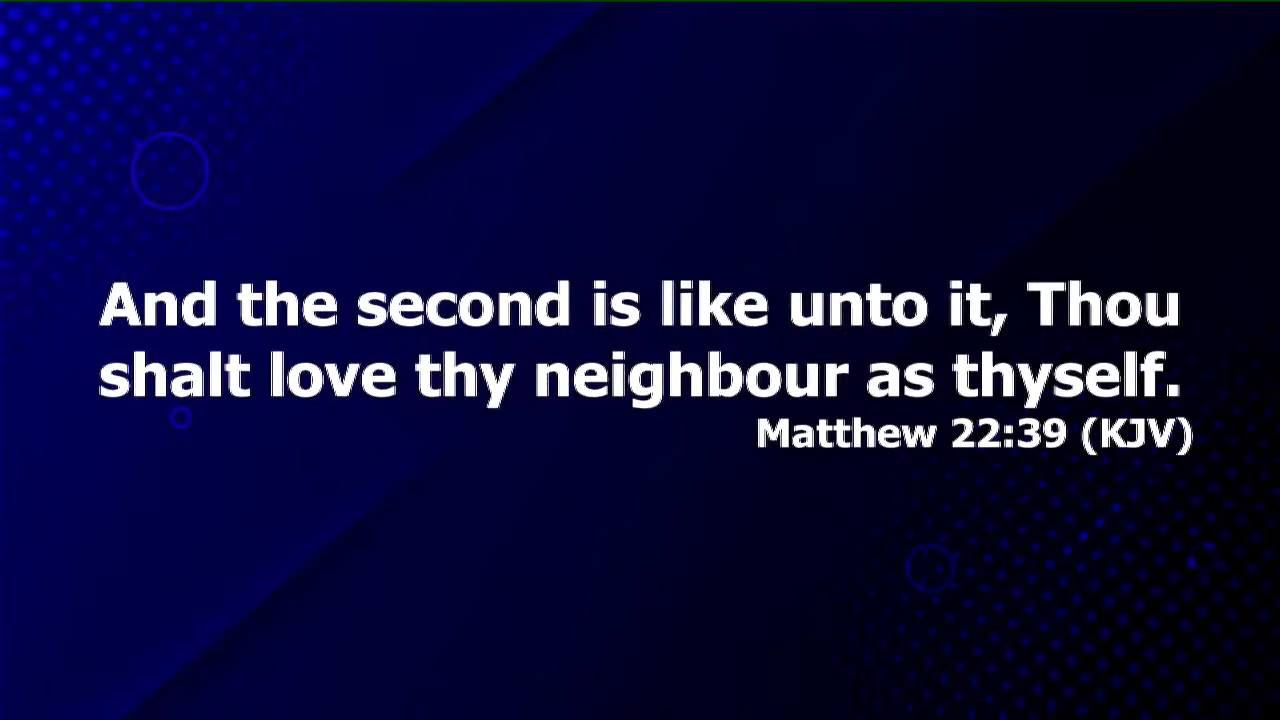 And the second is like unto it, Thou
shalt love thy neighbour as thyself.
Matthew 22:39 (KJV)